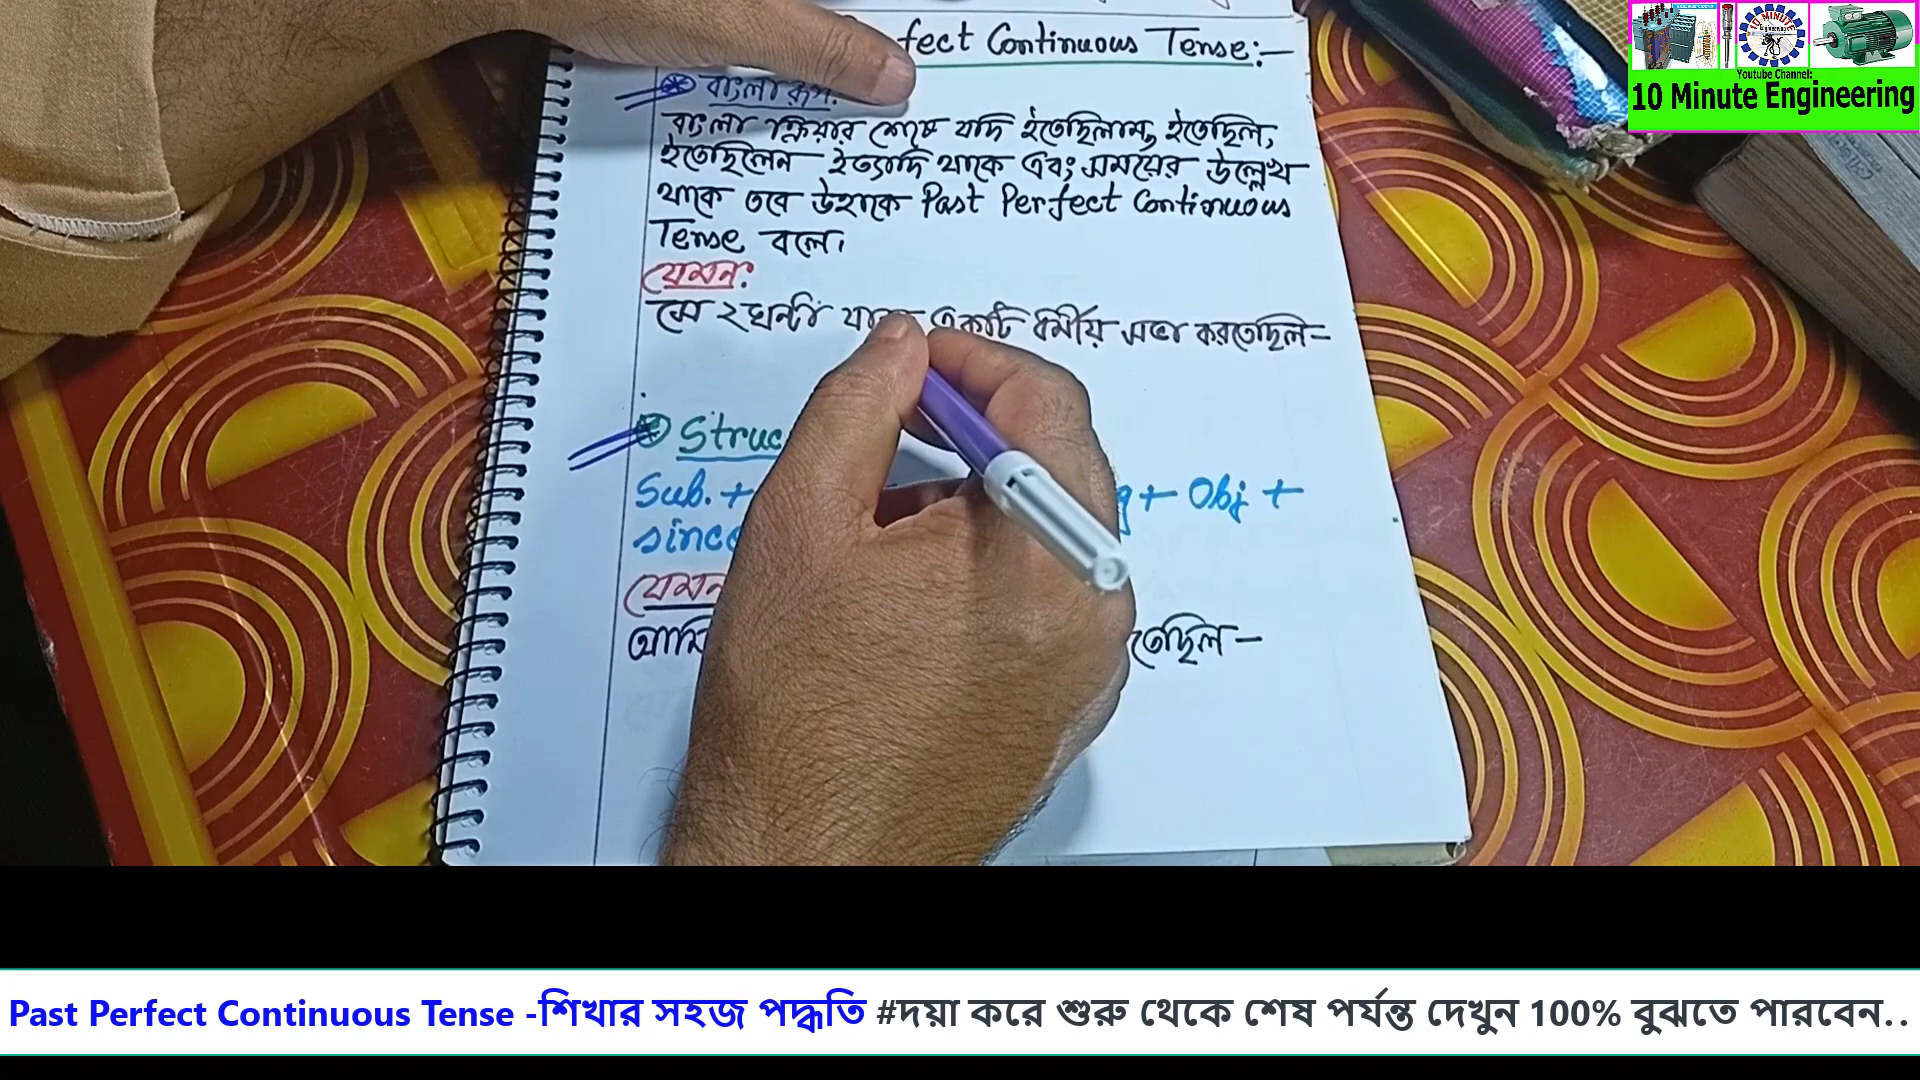 fect Continuous Tense:-
বাংলা রূপ:
বাংলা ক্রিয়ার শেষে যদি ইতেছিলাম, ইতেছিল,
ইতেছিলেন ইত্যাদি থাকে এবং সময়ের উল্লেখ
থাকে তবে উহাকে Past Perfect Continuous
Tense বলে।
যেমন:
সে ২ঘন্টা একটি ধর্মীয় সভা করতেছিল-
Struc
Sub. + g + Obj +
since
যেমন
আমি তেছিল-
Youtube Channel:
10 Minute Engineering
10 MINUTE
Past Perfect Continuous Tense -শিখার সহজ পদ্ধতি #দয়া করে শুরু থেকে শেষ পর্যন্ত দেখুন 100% বুঝতে পারবেন..